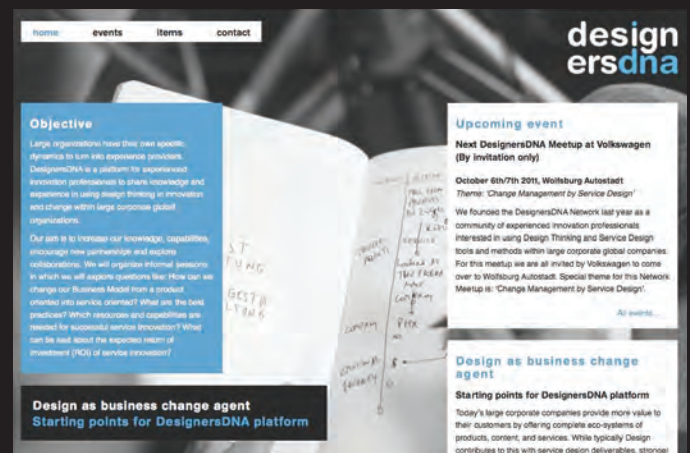 home events items contact
design
ersdna
Objective
Large organizations have their own specific,
dynamics to turn into experience providers.
DesignersDNA is a platform for experienced
innovation professionals to share knowledge and
experience in using design thinking in innovation
and change within large corporate global
organizations.
Our aim is to increase our knowledge, capabilities,
encourage new partnerships and explore
collaborations. We will organize informal sessions
in which we will explore questions like: How can we
change our Business Model from a product
oriented into service oriented? What are the best
practices? Which resources and capabilities are
needed for successful service innovation? What
can be said about the expected return of
investment (ROI) of service innovation?
Design as business change agent
Starting points for DesignersDNA platform
Upcoming event
Next DesignersDNA Meetup at Volkswagen
(By invitation only)
October 6th/7th 2011, Wolfsburg Autostadt
Theme: 'Change Management by Service Design'
We founded the DesignersDNA Network last year as a
community of experienced innovation professionals
interested in using Design Thinking and Service Design
tools and methods within large corporate global companies.
For this meetup we are all invited by Volkswagen to come
over to Wolfsburg Autostadt. Special theme for this Network
Meetup is: 'Change Management by Service Design'.
All events...
Design as business change
agent
Starting points for DesignersDNA platform
Today's large corporate companies provide more value to
their customers by offering complete eco-systems of
products, content, and services. While typically Design
contributes to this with service design deliverables, stronger
company